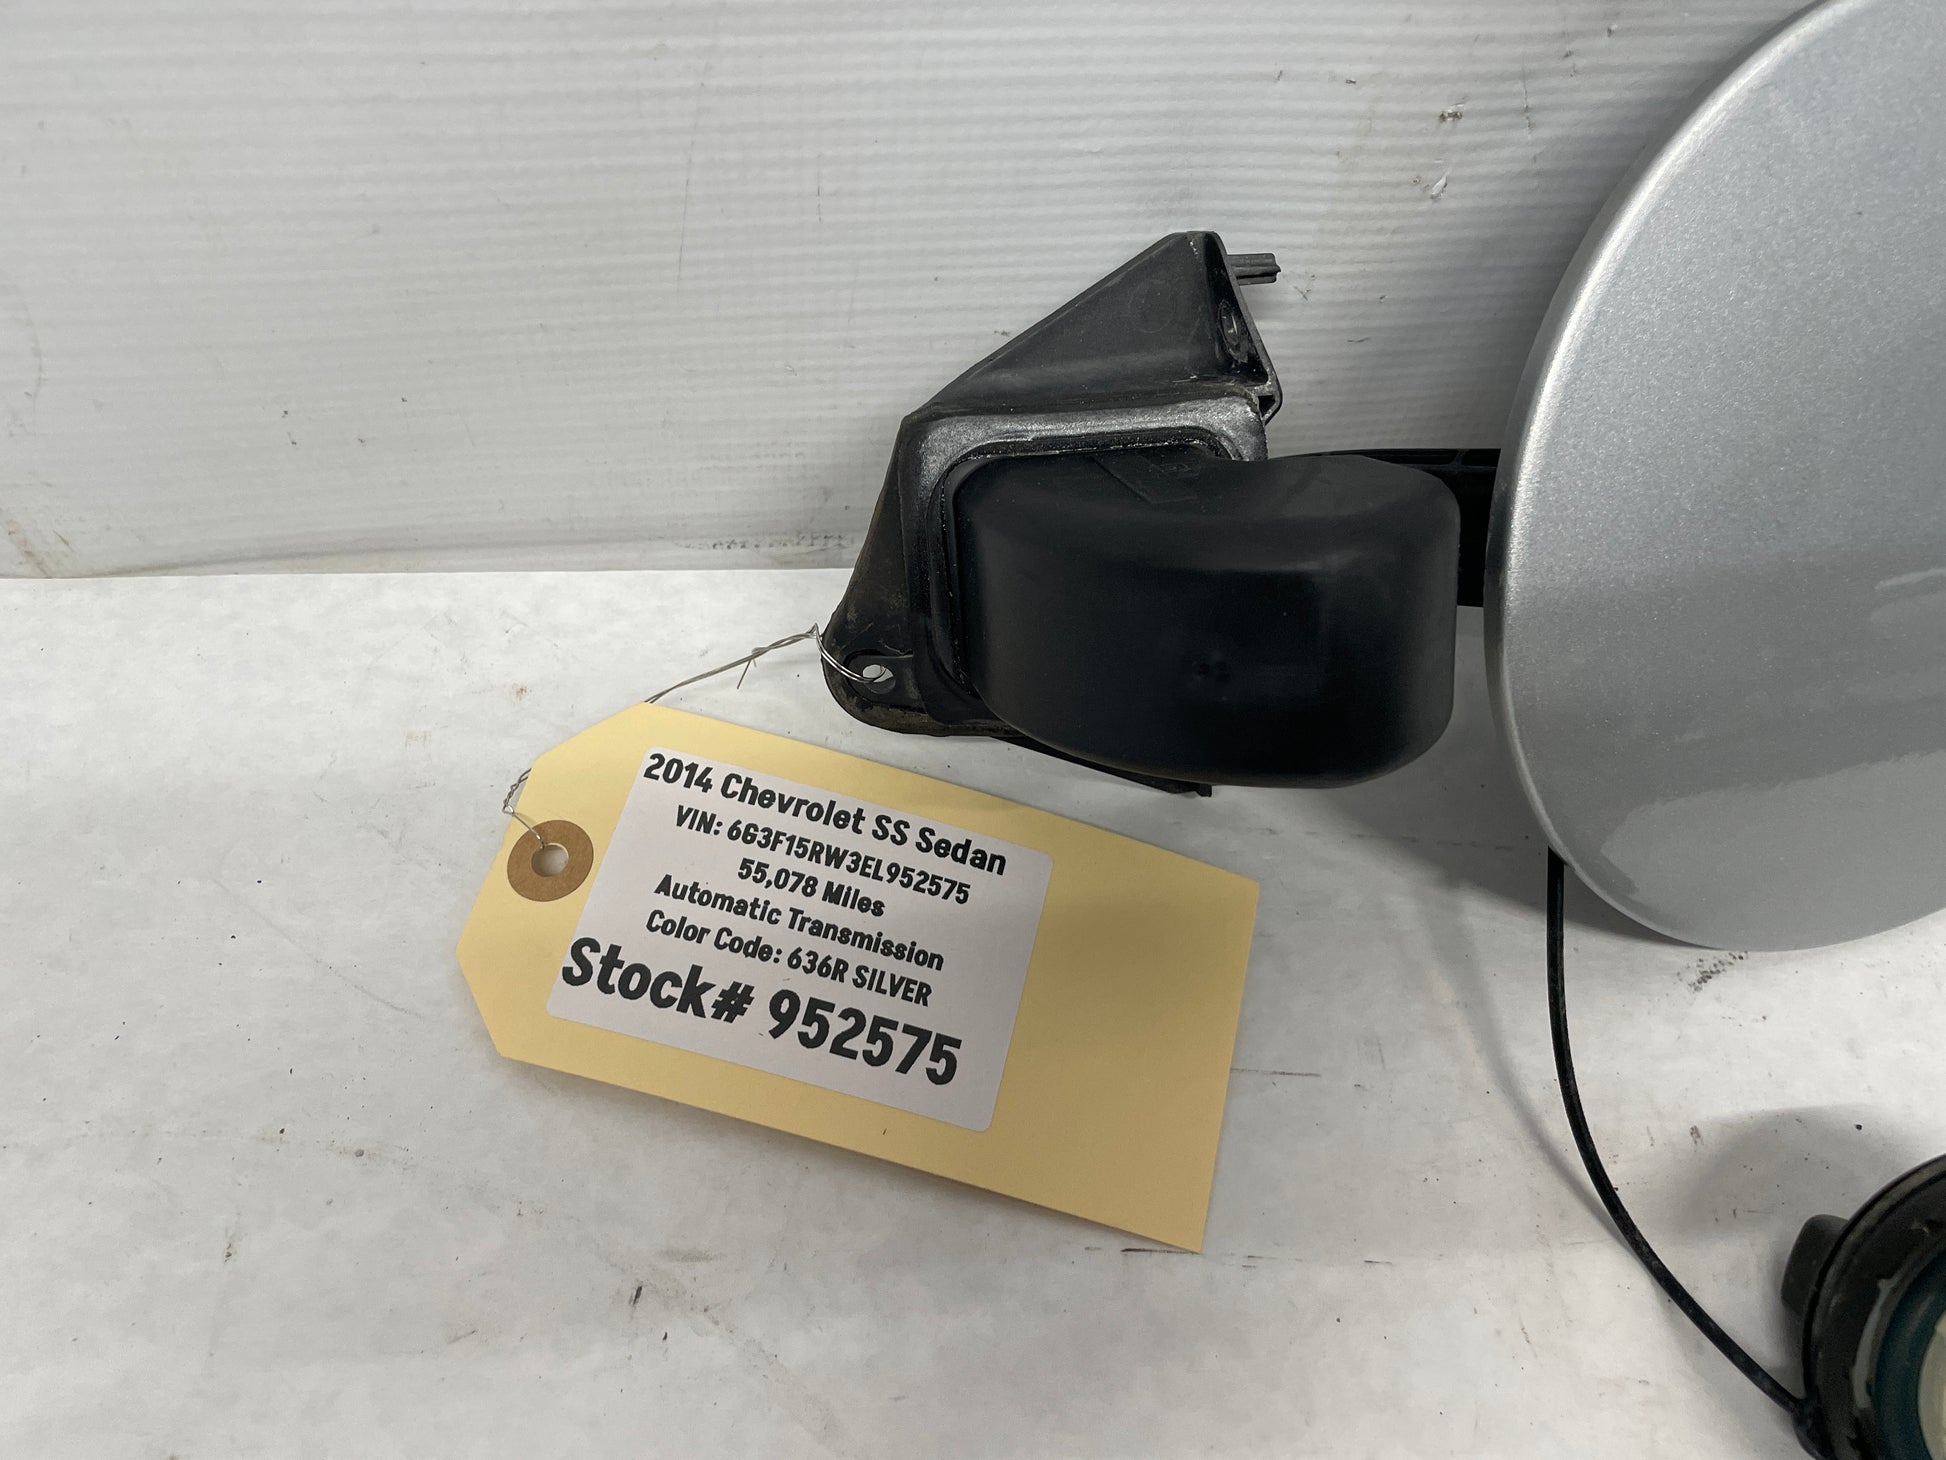 2014 Chevrolet SS Sedan
VIN: 6G3F15RW3EL952575
55,078 Miles
Automatic Transmission
Color Code: 636R SILVER
Stock# 952575